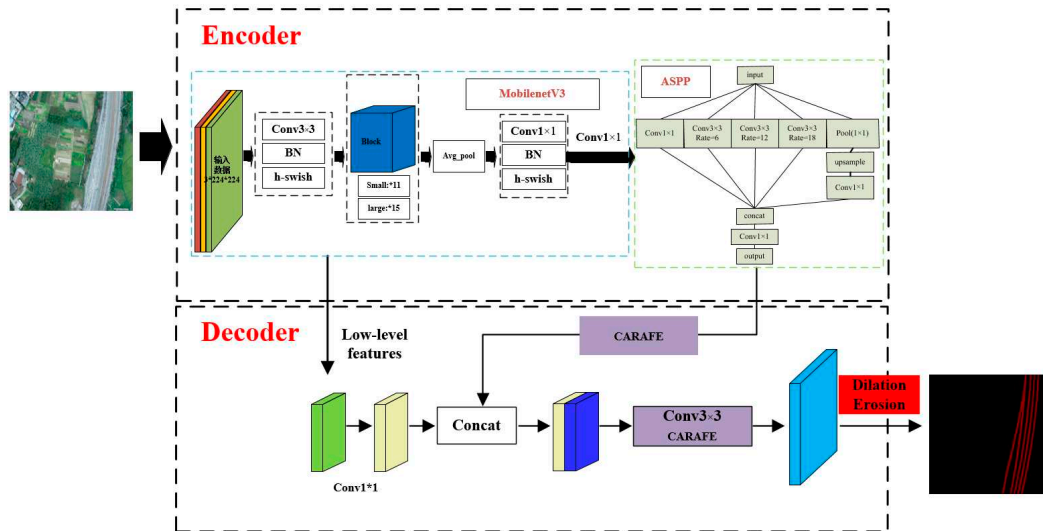 Encoder
MobilenetV3
输入
数据
3*224*224
Conv3×3
BN
h-swish
Block
Small:*11
large:*15
Avg_pool
Conv1×1
BN
h-swish
Conv1×1
ASPP
input
Conv1×1
Conv3×3
Rate=6
Conv3×3
Rate=12
Conv3×3
Rate=18
Pool(1×1)
upsample
Conv1×1
concat
Conv1×1
output
Decoder
Low-level
features
CARAFE
Conv1*1
Concat
Conv3×3
CARAFE
Dilation
Erosion